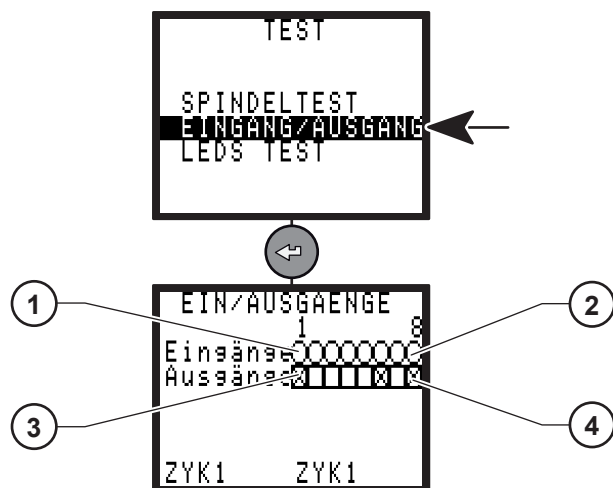 TEST
SPINDELTEST
EINGANG/AUSGANG
LEDS TEST
EIN/AUSGAENGE
1 8
Eingänge
Ausgänge
ZYK1 ZYK1
1
2
3
4